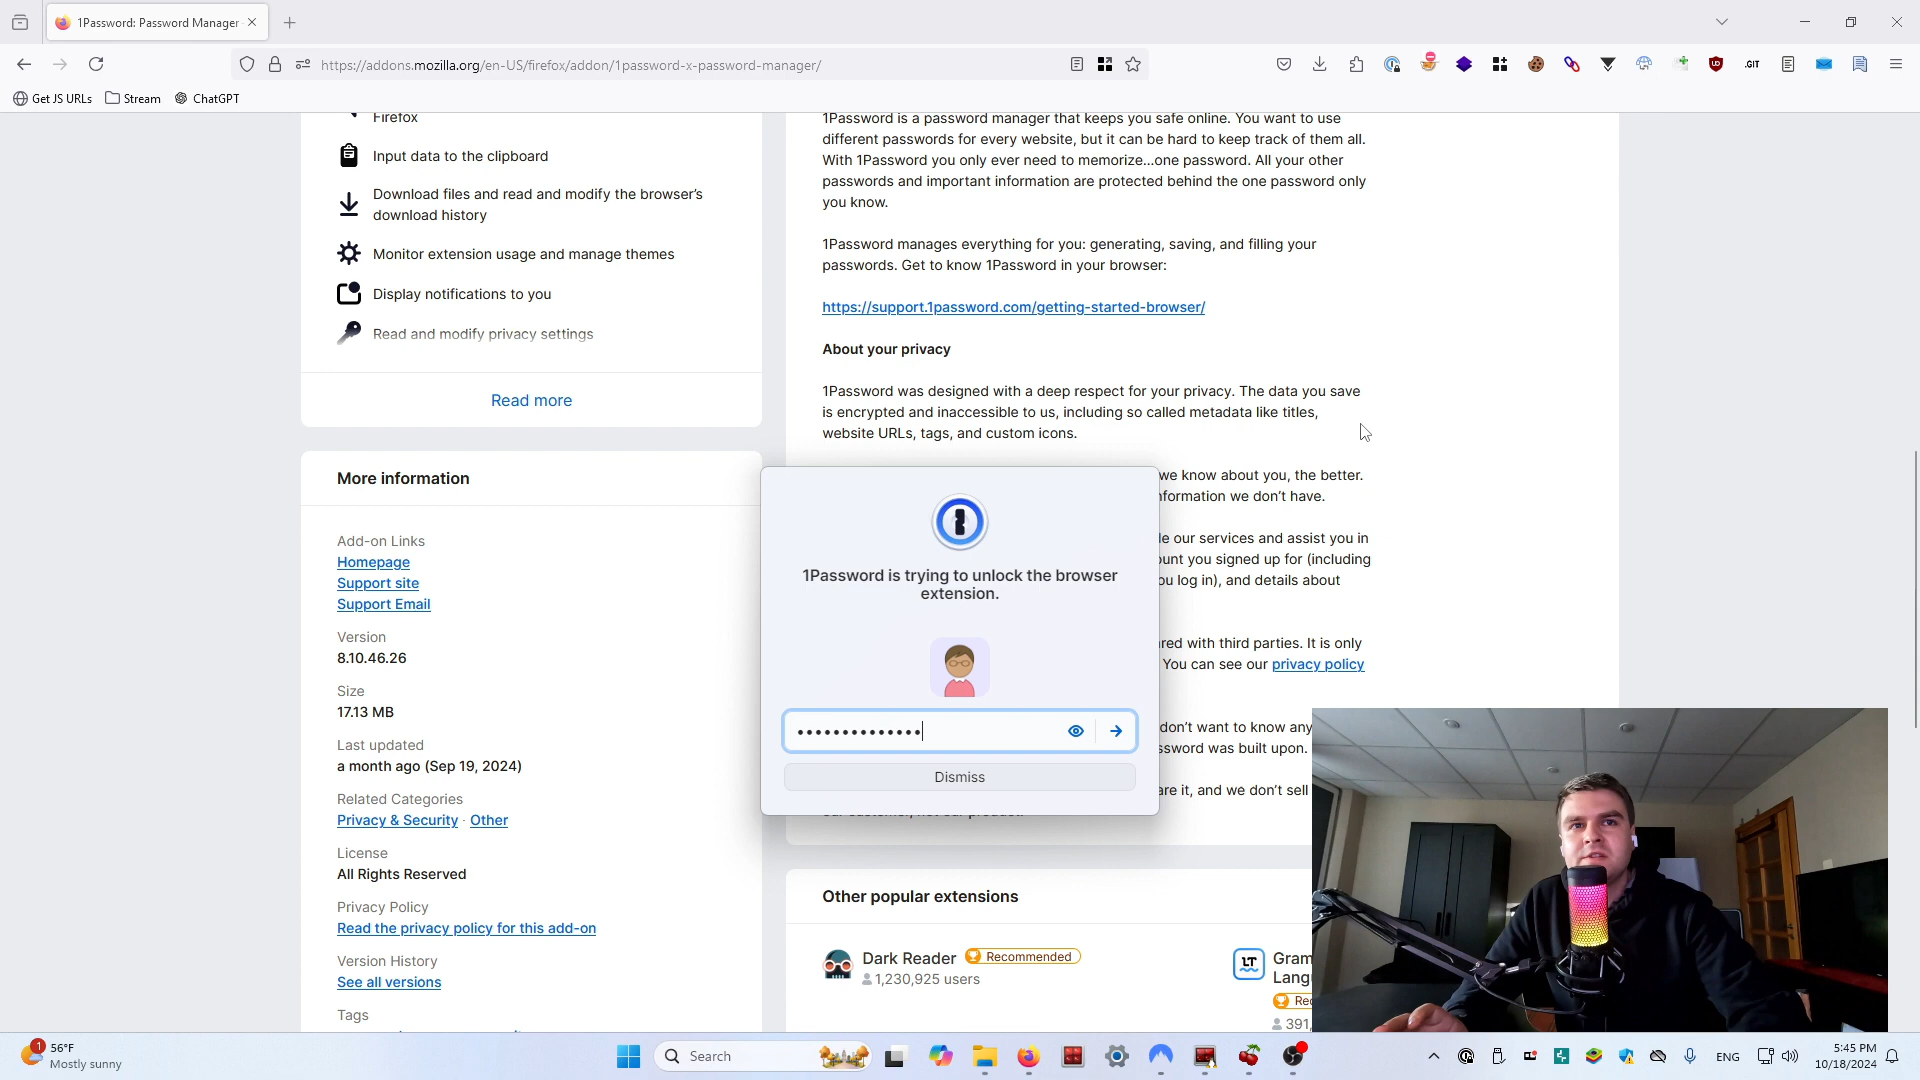 1Password: Password Manager
https://addons.mozilla.org/en-US/firefox/addon/1password-x-password-manager/
.GIT
Get JS URLs
Stream
ChatGPT
Firefox
Input data to the clipboard
Download files and read and modify the browser's
download history
Monitor extension usage and manage themes
Display notifications to you
Read and modify privacy settings
Read more
More information
Add-on Links
Homepage
Support site
Support Email
Version
8.10.46.26
Size
17.13 MB
Last updated
a month ago (Sep 19, 2024)
Related Categories
Privacy & Security · Other
License
All Rights Reserved
Privacy Policy
Read the privacy policy for this add-on
Version History
See all versions
Tags
1Password is a password manager that keeps you safe online. You want to use
different passwords for every website, but it can be hard to keep track of them all.
With 1Password you only ever need to memorize…one password. All your other
passwords and important information are protected behind the one password only
you know.
1Password manages everything for you: generating, saving, and filling your
passwords. Get to know 1Password in your browser:
https://support.1password.com/getting-started-browser/
About your privacy
1Password was designed with a deep respect for your privacy. The data you save
is encrypted and inaccessible to us, including so called metadata like titles,
website URLs, tags, and custom icons.
we know about you, the better.
nformation we don't have.
le our services and assist you in
ount you signed up for (including
ou log in), and details about
red with third parties. It is only
You can see our privacy policy
don't want to know any
ssword was built upon.
are it, and we don't sell
1Password is trying to unlock the browser
extension.
Dismiss
Other popular extensions
Dark Reader
Recommended
1,230,925 users
LT
Gram
Langu
Rec
391,
1
56°F
Mostly sunny
Search
ENG
5:45 PM
10/18/2024